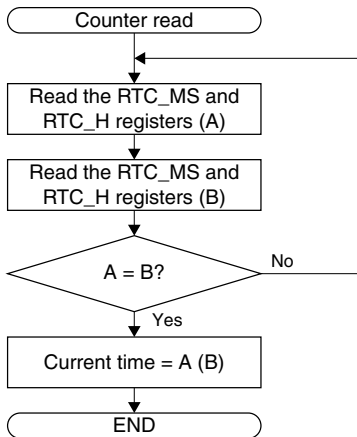 Counter read
Read the RTC_MS and
RTC_H registers (A)
Read the RTC_MS and
RTC_H registers (B)
A = B?
No
Yes
Current time = A (B)
END